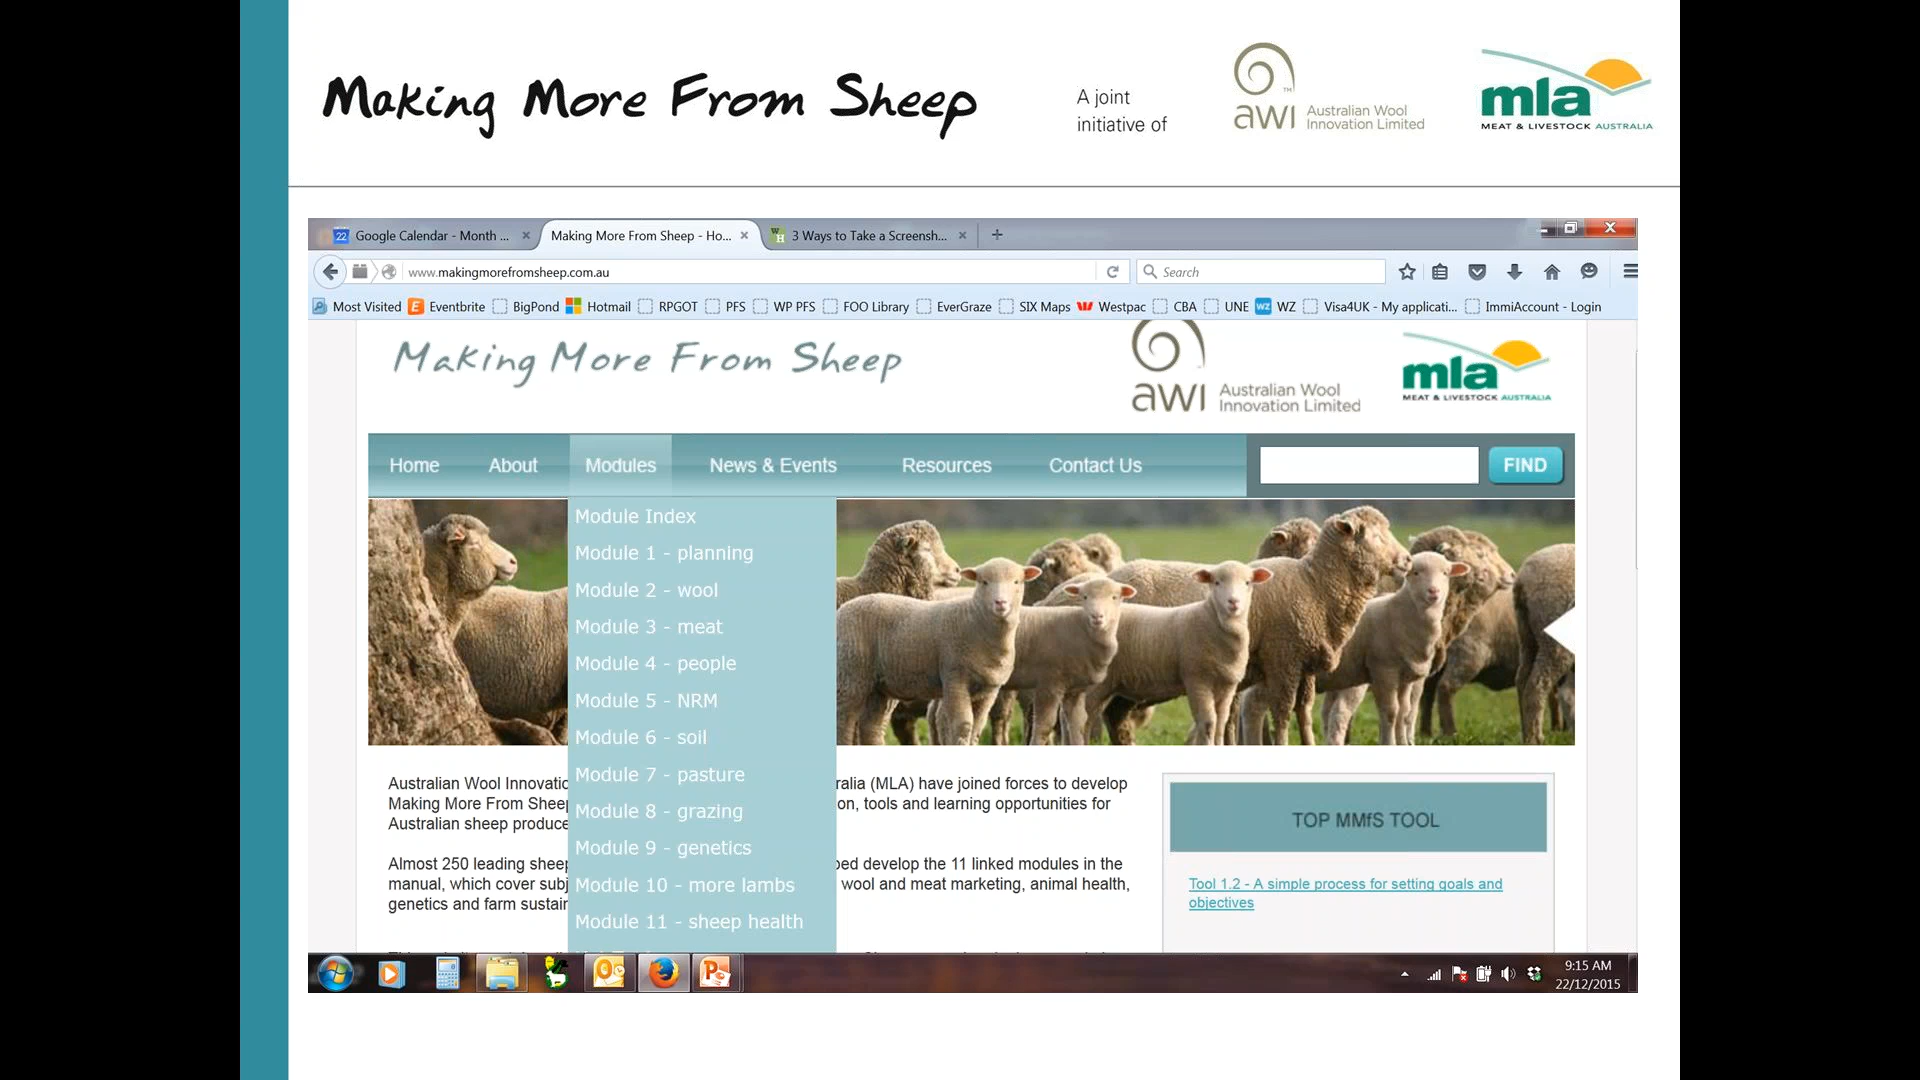 Making More From Sheep
A joint
initiative of
awi
TM
Australian Wool
Innovation Limited
mla
MEAT & LIVESTOCK AUSTRALIA
22 Google Calendar - Month ...
Making More From Sheep - Ho...
WH 3 Ways to Take a Screensh...
www.makingmorefromsheep.com.au
Search
Most Visited Eventbrite BigPond Hotmail RPGOT PFS WP PFS FOO Library EverGraze SIX Maps Westpac CBA UNE WZ WZ Visa4UK - My applicati... ImmiAccount - Login
Making More From Sheep
awi Australian Wool
Innovation Limited
mla
MEAT & LIVESTOCK AUSTRALIA
Home About Modules News & Events Resources Contact Us FIND
Module Index
Module 1 - planning
Module 2 - wool
Module 3 - meat
Module 4 - people
Module 5 - NRM
Module 6 - soil
Module 7 - pasture
Module 8 - grazing
Module 9 - genetics
Module 10 - more lambs
Module 11 - sheep health
Australian Wool (MLA) have joined forces to develop
Making More From tools and learning opportunities for
Australian sheep
Almost 250 leading develop the 11 linked modules in the
manual, which cover wool and meat marketing, animal health,
genetics and farm
TOP MMfS TOOL
Tool 1.2 - A simple process for setting goals and
objectives
9:15 AM
22/12/2015